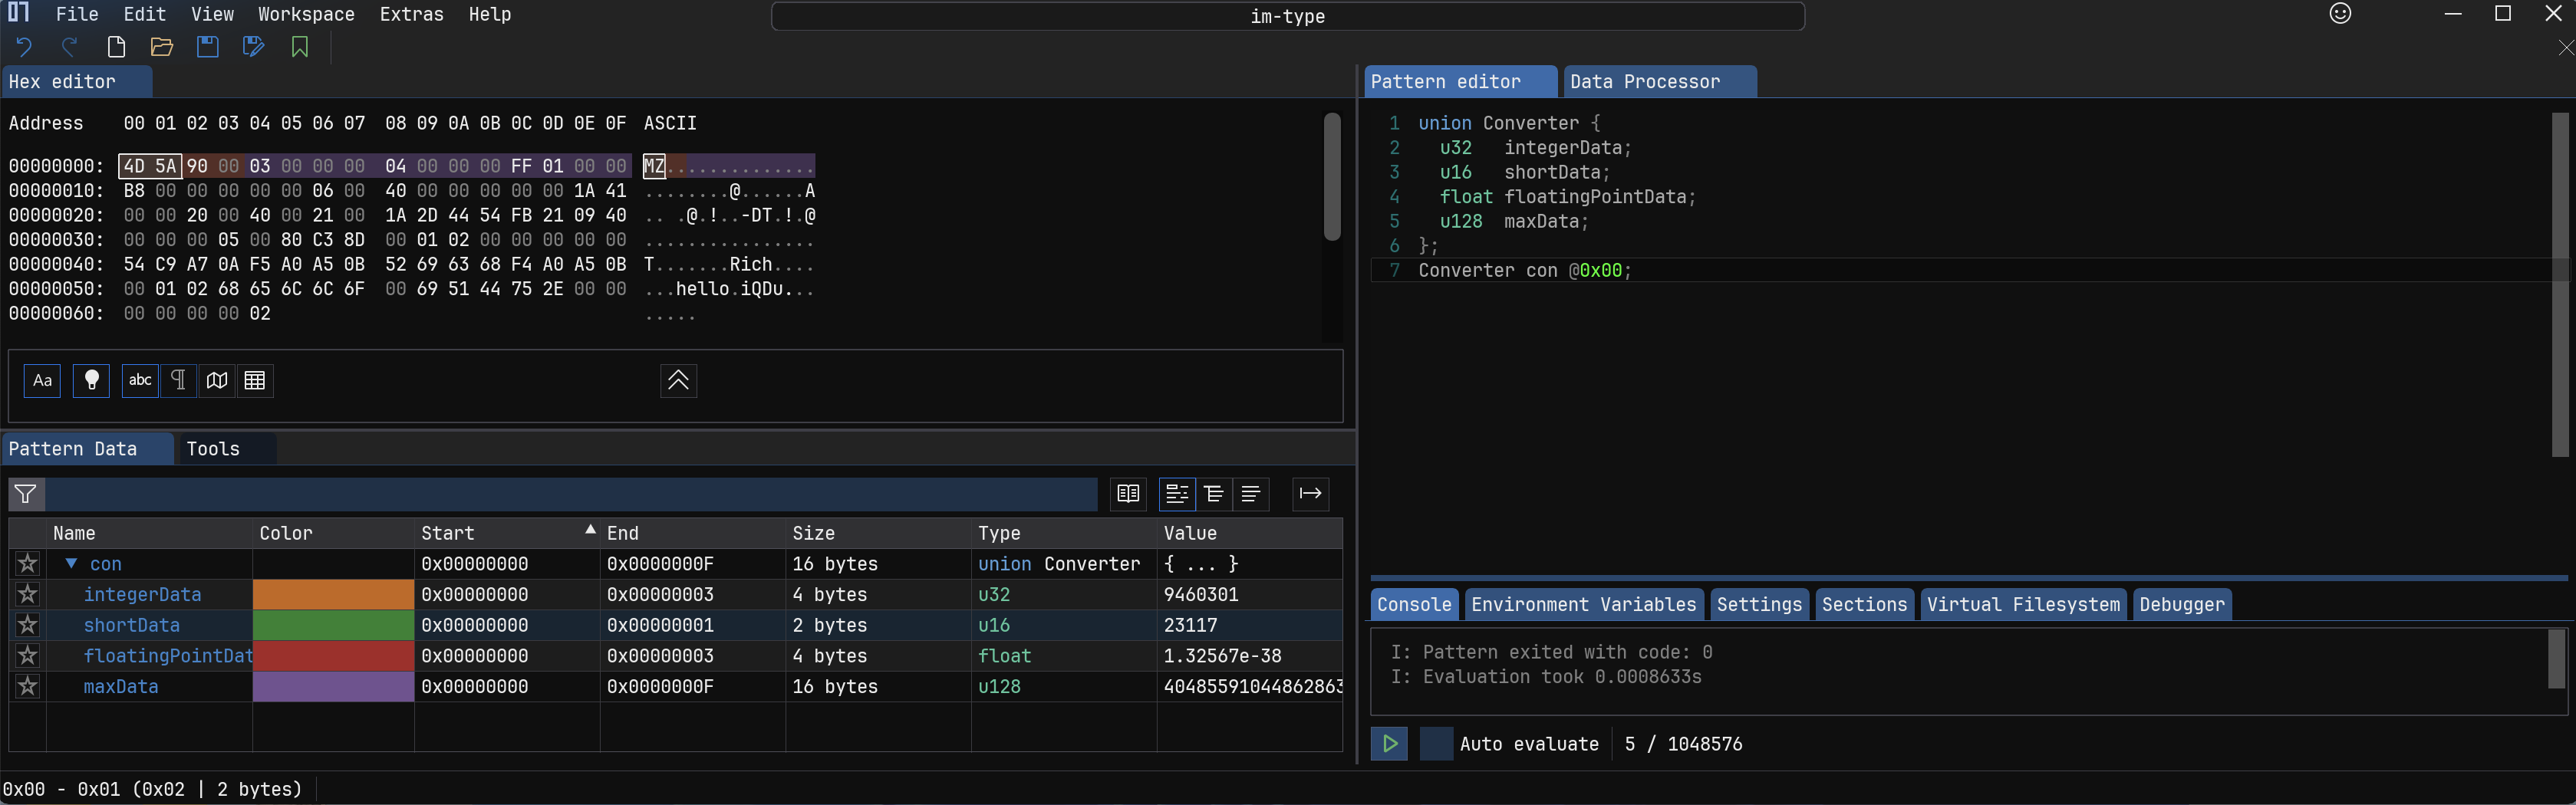 File Edit View Workspace Extras Help
im-type
Hex editor
Address 00 01 02 03 04 05 06 07 08 09 0A 0B 0C 0D 0E 0F ASCII
00000000: 4D 5A 90 00 03 00 00 00 04 00 00 00 FF 01 00 00 MZ..............
00000010: B8 00 00 00 00 00 06 00 40 00 00 00 00 00 1A 41 ........@......A
00000020: 00 00 20 00 40 00 21 00 1A 2D 44 54 FB 21 09 40 .. .@.!..-DT.!.@
00000030: 00 00 00 05 00 80 C3 8D 00 01 02 00 00 00 00 00 ................
00000040: 54 C9 A7 0A F5 A0 A5 0B 52 69 63 68 F4 A0 A5 0B T.......Rich....
00000050: 00 01 02 68 65 6C 6C 6F 00 69 51 44 75 2E 00 00 ...hello.iQDu...
00000060: 00 00 00 00 02 .....
Aa abc
Pattern Data Tools
Name Color Start End Size Type Value
con 0x00000000 0x0000000F 16 bytes union Converter { ... }
integerData 0x00000000 0x00000003 4 bytes u32 9460301
shortData 0x00000000 0x00000001 2 bytes u16 23117
floatingPointDat 0x00000000 0x00000003 4 bytes float 1.32567e-38
maxData 0x00000000 0x0000000F 16 bytes u128 40485591044862863
0x00 - 0x01 (0x02 | 2 bytes)
Pattern editor Data Processor
1 union Converter {
2 u32 integerData;
3 u16 shortData;
4 float floatingPointData;
5 u128 maxData;
6 };
7 Converter con @0x00;
Console Environment Variables Settings Sections Virtual Filesystem Debugger
I: Pattern exited with code: 0
I: Evaluation took 0.0008633s
Auto evaluate 5 / 1048576